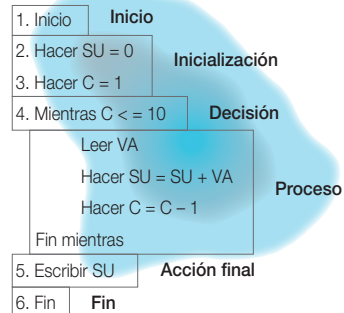 1. Inicio Inicio
2. Hacer SU = 0
Inicialización
3. Hacer C = 1
4. Mientras C < = 10 Decisión
Leer VA
Hacer SU = SU + VA
Proceso
Hacer C = C – 1
Fin mientras
5. Escribir SU Acción final
6. Fin Fin